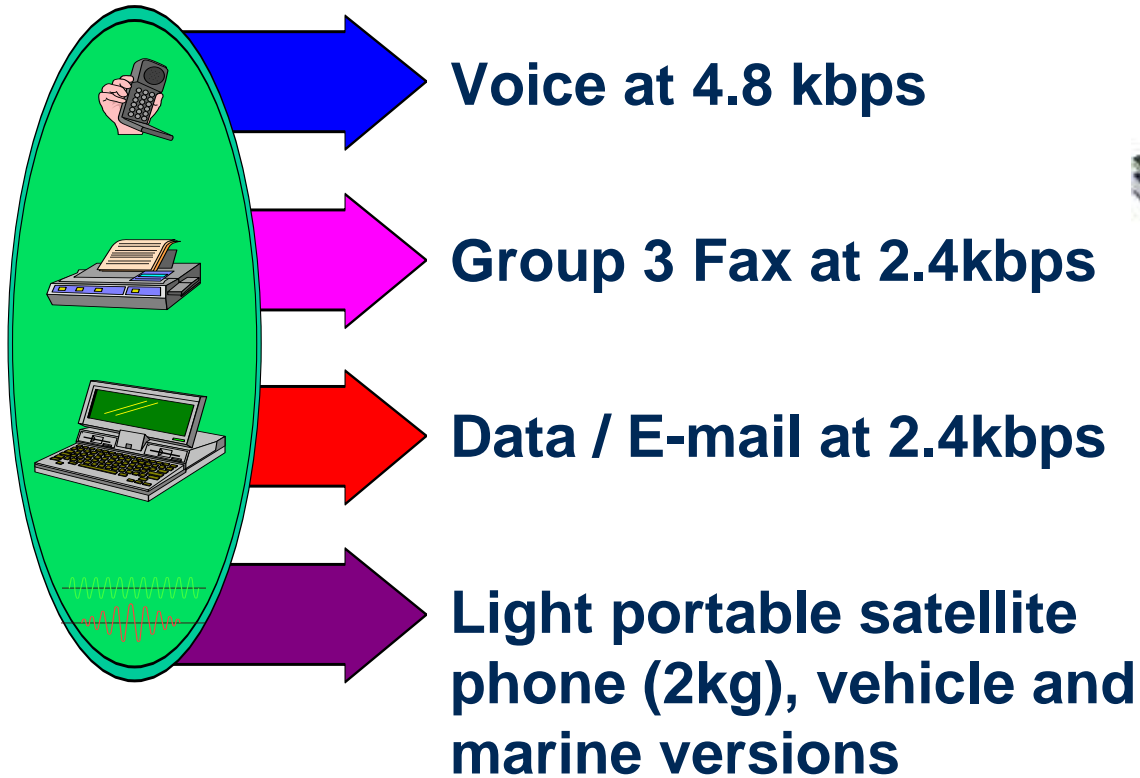 Voice at 4.8 kbps
Group 3 Fax at 2.4kbps
Data / E-mail at 2.4kbps
Light portable satellite
phone (2kg), vehicle and
marine versions